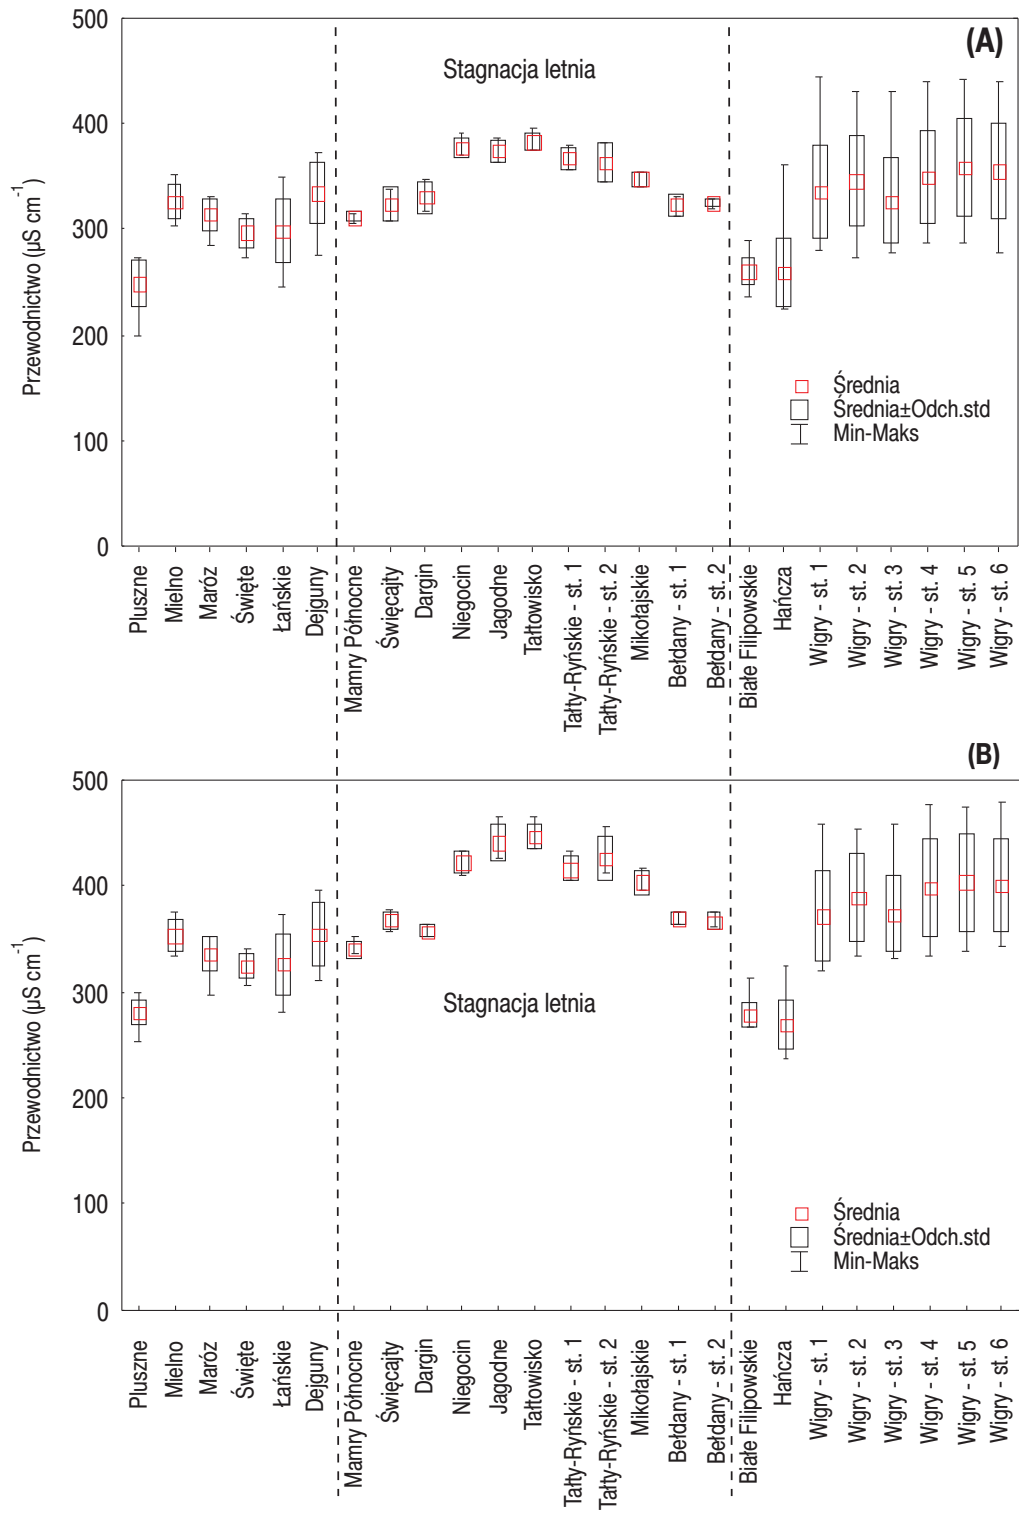 (A)
Stagnacja letnia
Przewodnictwo (µS cm⁻¹)
500
400
300
200
100
0
Średnia
Średnia±Odch.std
Min-Maks
Pluszne
Mielno
Maróz
Święte
Łańskie
Dejguny
Mamry Północne
Święcajty
Dargin
Niegocin
Jagodne
Tałtowisko
Tałty-Ryńskie - st. 1
Tałty-Ryńskie - st. 2
Mikołajskie
Bełdany - st. 1
Bełdany - st. 2
Białe Filipowskie
Hańcza
Wigry - st. 1
Wigry - st. 2
Wigry - st. 3
Wigry - st. 4
Wigry - st. 5
Wigry - st. 6
(B)
Przewodnictwo (µS cm⁻¹)
500
400
300
200
100
0
Stagnacja letnia
Średnia
Średnia±Odch.std
Min-Maks
Pluszne
Mielno
Maróz
Święte
Łańskie
Dejguny
Mamry Północne
Święcajty
Dargin
Niegocin
Jagodne
Tałtowisko
Tałty-Ryńskie - st. 1
Tałty-Ryńskie - st. 2
Mikołajskie
Bełdany - st. 1
Bełdany - st. 2
Białe Filipowskie
Hańcza
Wigry - st. 1
Wigry - st. 2
Wigry - st. 3
Wigry - st. 4
Wigry - st. 5
Wigry - st. 6